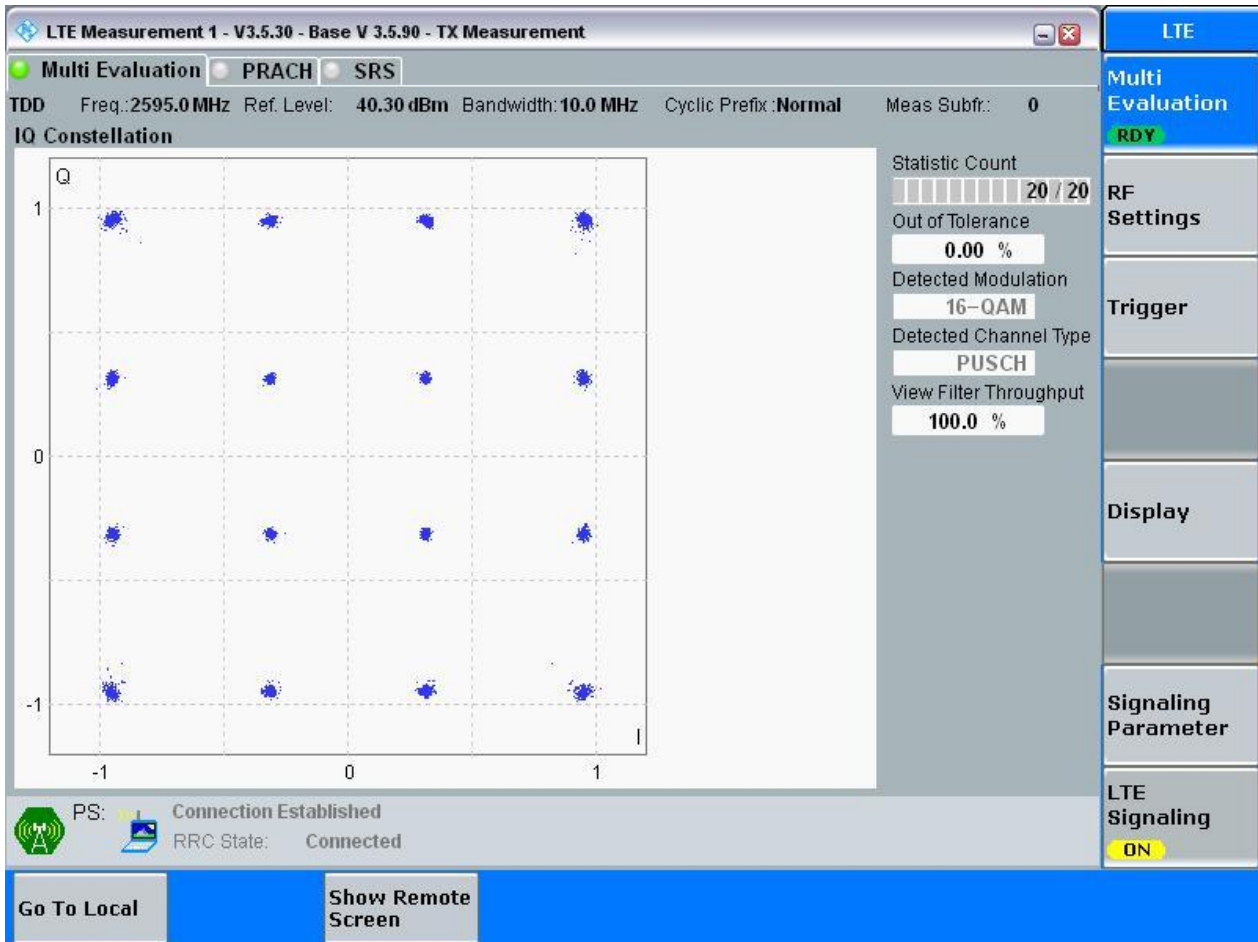 LTE Measurement 1 - V3.5.30 - Base V 3.5.90 - TX Measurement
LTE
Multi Evaluation PRACH SRS
TDD Freq.:2595.0 MHz Ref. Level: 40.30 dBm Bandwidth:10.0 MHz Cyclic Prefix :Normal Meas Subfr.: 0
IQ Constellation
Q
1
0
-1
-1 0 1
I
Statistic Count
20 / 20
Out of Tolerance
0.00 %
Detected Modulation
16-QAM
Detected Channel Type
PUSCH
View Filter Throughput
100.0 %
Multi
Evaluation
RDY
RF
Settings
Trigger
Display
Signaling
Parameter
LTE
Signaling
ON
PS: Connection Established
RRC State: Connected
Go To Local
Show Remote
Screen